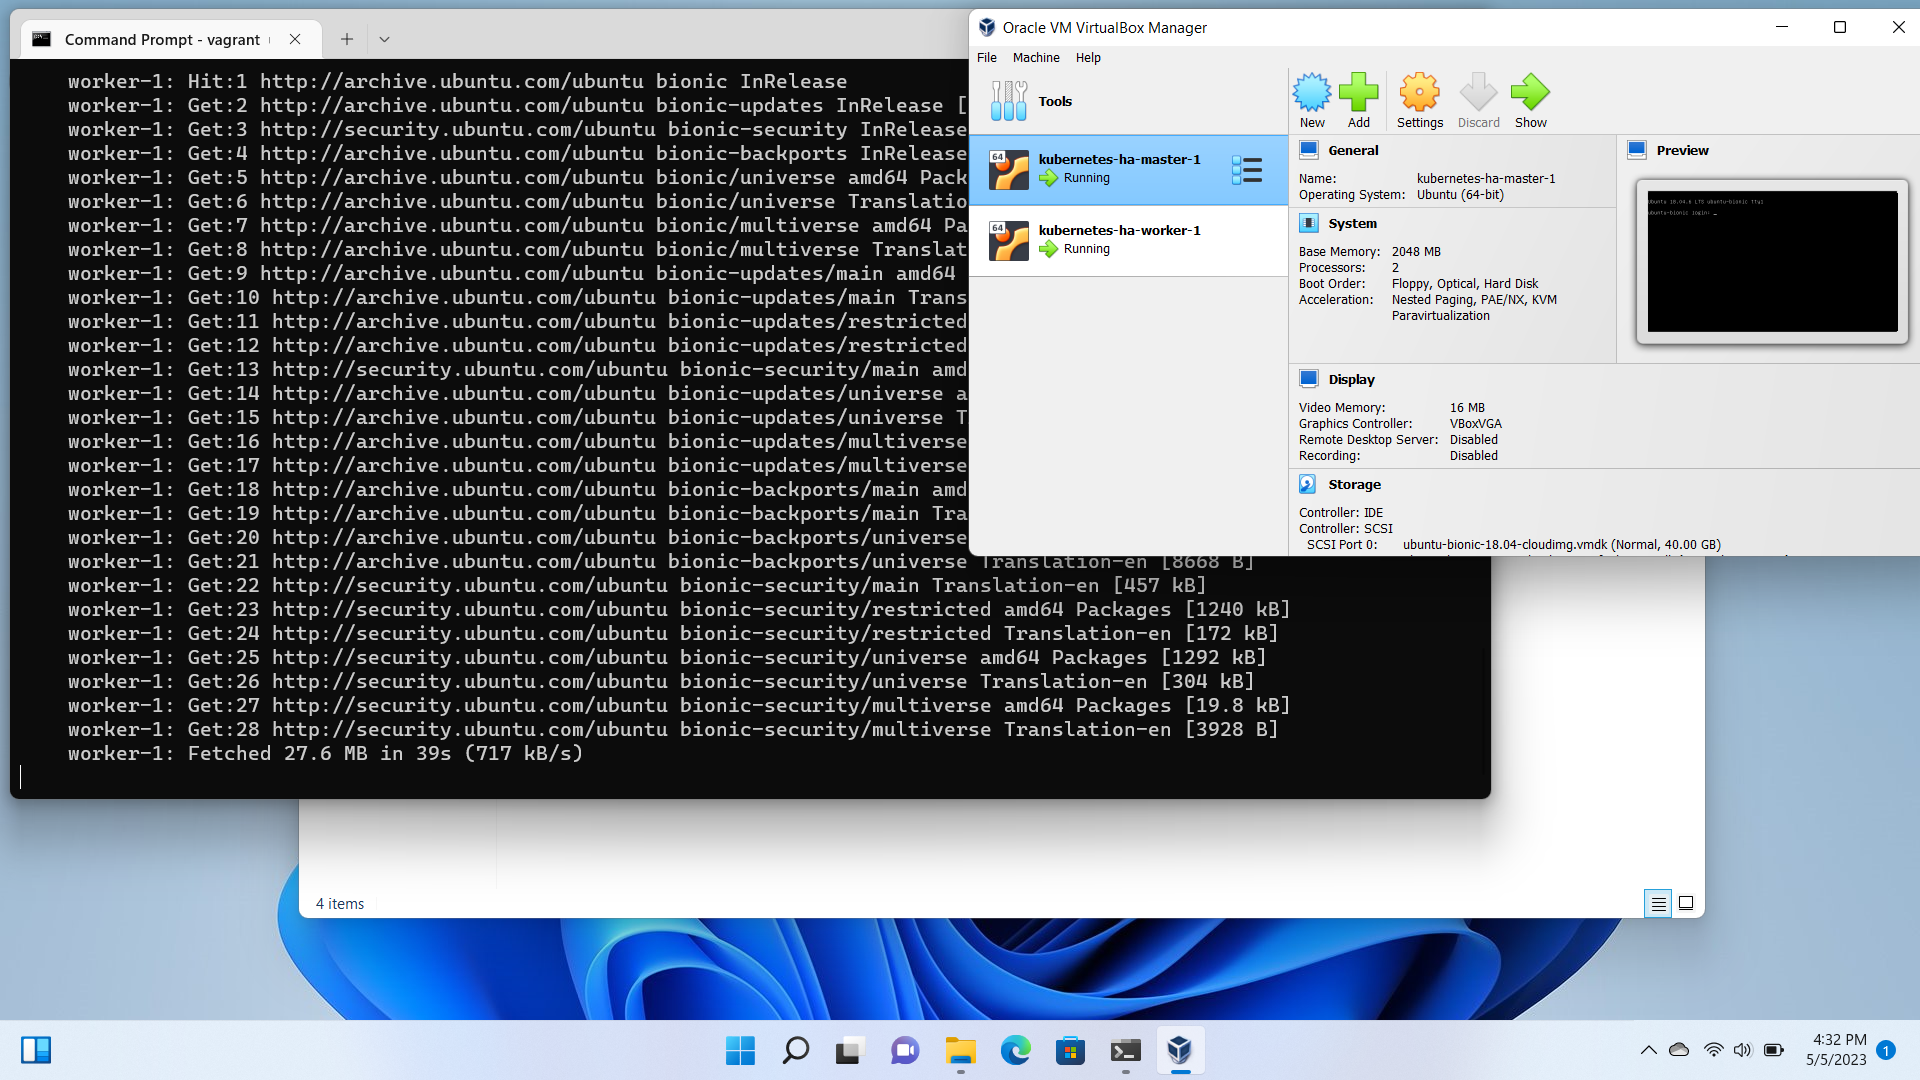 Command Prompt - vagrant
worker-1: Hit:1 http://archive.ubuntu.com/ubuntu bionic InRelease
worker-1: Get:2 http://archive.ubuntu.com/ubuntu bionic-updates InRelease [
worker-1: Get:3 http://security.ubuntu.com/ubuntu bionic-security InRelease
worker-1: Get:4 http://archive.ubuntu.com/ubuntu bionic-backports InRelease
worker-1: Get:5 http://archive.ubuntu.com/ubuntu bionic/universe amd64 Pack
worker-1: Get:6 http://archive.ubuntu.com/ubuntu bionic/universe Translatio
worker-1: Get:7 http://archive.ubuntu.com/ubuntu bionic/multiverse amd64 Pa
worker-1: Get:8 http://archive.ubuntu.com/ubuntu bionic/multiverse Translat
worker-1: Get:9 http://archive.ubuntu.com/ubuntu bionic-updates/main amd64
worker-1: Get:10 http://archive.ubuntu.com/ubuntu bionic-updates/main Trans
worker-1: Get:11 http://archive.ubuntu.com/ubuntu bionic-updates/restricted
worker-1: Get:12 http://archive.ubuntu.com/ubuntu bionic-updates/restricted
worker-1: Get:13 http://security.ubuntu.com/ubuntu bionic-security/main amd
worker-1: Get:14 http://archive.ubuntu.com/ubuntu bionic-updates/universe a
worker-1: Get:15 http://archive.ubuntu.com/ubuntu bionic-updates/universe T
worker-1: Get:16 http://archive.ubuntu.com/ubuntu bionic-updates/multiverse
worker-1: Get:17 http://archive.ubuntu.com/ubuntu bionic-updates/multiverse
worker-1: Get:18 http://archive.ubuntu.com/ubuntu bionic-backports/main amd
worker-1: Get:19 http://archive.ubuntu.com/ubuntu bionic-backports/main Tra
worker-1: Get:20 http://archive.ubuntu.com/ubuntu bionic-backports/universe
worker-1: Get:21 http://archive.ubuntu.com/ubuntu bionic-backports/universe Translation-en [8668 B]
worker-1: Get:22 http://security.ubuntu.com/ubuntu bionic-security/main Translation-en [457 kB]
worker-1: Get:23 http://security.ubuntu.com/ubuntu bionic-security/restricted amd64 Packages [1240 kB]
worker-1: Get:24 http://security.ubuntu.com/ubuntu bionic-security/restricted Translation-en [172 kB]
worker-1: Get:25 http://security.ubuntu.com/ubuntu bionic-security/universe amd64 Packages [1292 kB]
worker-1: Get:26 http://security.ubuntu.com/ubuntu bionic-security/universe Translation-en [304 kB]
worker-1: Get:27 http://security.ubuntu.com/ubuntu bionic-security/multiverse amd64 Packages [19.8 kB]
worker-1: Get:28 http://security.ubuntu.com/ubuntu bionic-security/multiverse Translation-en [3928 B]
worker-1: Fetched 27.6 MB in 39s (717 kB/s)
Oracle VM VirtualBox Manager
File Machine Help
Tools
New Add Settings Discard Show
64 kubernetes-ha-master-1
Running
64 kubernetes-ha-worker-1
Running
General
Name: kubernetes-ha-master-1
Operating System: Ubuntu (64-bit)
System
Base Memory: 2048 MB
Processors: 2
Boot Order: Floppy, Optical, Hard Disk
Acceleration: Nested Paging, PAE/NX, KVM
Paravirtualization
Preview
Ubuntu 18.04.6 LTS ubuntu-bionic tty1
ubuntu-bionic login: _
Display
Video Memory: 16 MB
Graphics Controller: VBoxVGA
Remote Desktop Server: Disabled
Recording: Disabled
Storage
Controller: IDE
Controller: SCSI
SCSI Port 0: ubuntu-bionic-18.04-cloudimg.vmdk (Normal, 40.00 GB)
4 items
4:32 PM
5/5/2023
1